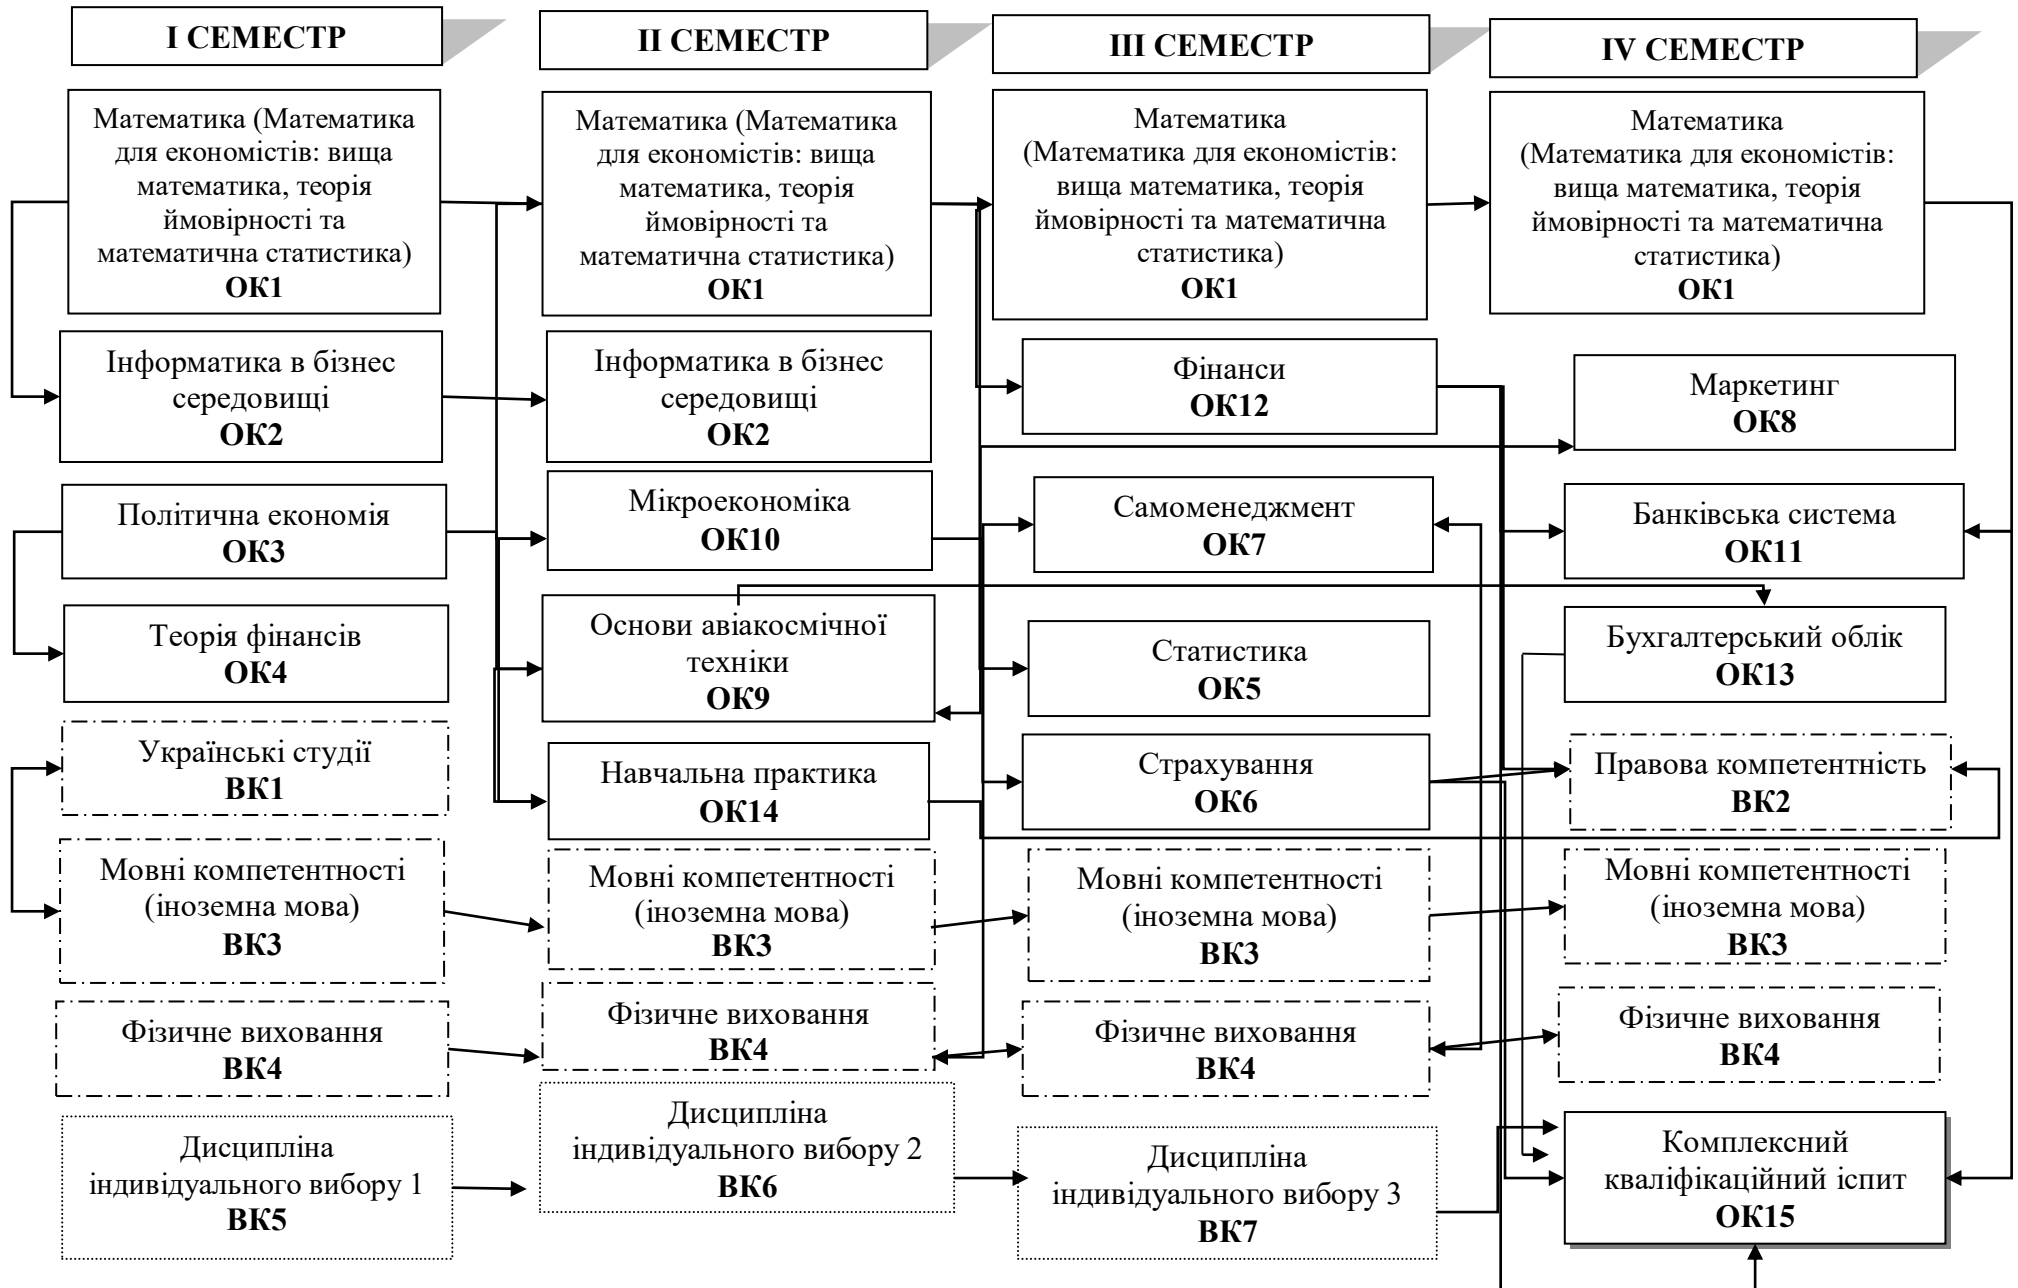 I СЕМЕСТР
II СЕМЕСТР
III СЕМЕСТР
IV СЕМЕСТР
Математика (Математика
для економістів: вища
математика, теорія
ймовірності та
математична статистика)
ОК1
Математика (Математика
для економістів: вища
математика, теорія
ймовірності та
математична статистика)
ОК1
Математика
(Математика для економістів:
вища математика, теорія
ймовірності та математична
статистика)
ОК1
Математика
(Математика для економістів:
вища математика, теорія
ймовірності та математична
статистика)
ОК1
Інформатика в бізнес
середовищі
ОК2
Інформатика в бізнес
середовищі
ОК2
Фінанси
ОК12
Маркетинг
ОК8
Політична економія
ОК3
Мікроекономіка
ОК10
Самоменеджмент
ОК7
Банківська система
ОК11
Теорія фінансів
ОК4
Основи авіакосмічної
техніки
ОК9
Статистика
ОК5
Бухгалтерський облік
ОК13
Українські студії
ВК1
Навчальна практика
ОК14
Страхування
ОК6
Правова компетентність
ВК2
Мовні компетентності
(іноземна мова)
ВК3
Мовні компетентності
(іноземна мова)
ВК3
Мовні компетентності
(іноземна мова)
ВК3
Мовні компетентності
(іноземна мова)
ВК3
Фізичне виховання
ВК4
Фізичне виховання
ВК4
Фізичне виховання
ВК4
Фізичне виховання
ВК4
Дисципліна
індивідуального вибору 1
ВК5
Дисципліна
індивідуального вибору 2
ВК6
Дисципліна
індивідуального вибору 3
ВК7
Комплексний
кваліфікаційний іспит
ОК15